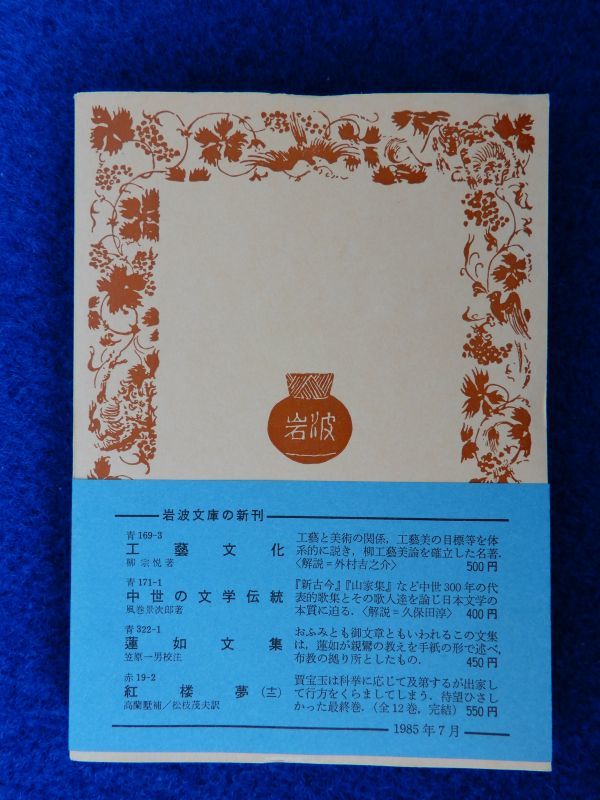 岩波
岩波文庫の新刊
青169-3
工藝文化
柳宗悦著
工藝と美術の関係，工藝美の目標等を体
系的に説き，柳工藝美論を確立した名著．
〈解説＝外村吉之介〉 500円
青171-1
中世の文学伝統
風巻景次郎著
『新古今』『山家集』など中世300年の代
表的歌集とその歌人達を論じ日本文学の
本質に迫る．〈解説＝久保田淳〉 400円
青322-1
蓮如文集
笠原一男校注
おふみとも御文章ともいわれるこの文集
は，蓮如が親鸞の教えを手紙の形で述べ，
布教の拠り所としたもの． 450円
赤19-2
紅楼夢（十二）
高蘭墅補／松枝茂夫訳
賈宝玉は科挙に応じて及第するが出家し
て行方をくらましてしまう．待望ひさし
かった最終巻．（全12巻，完結） 550円
1985年7月